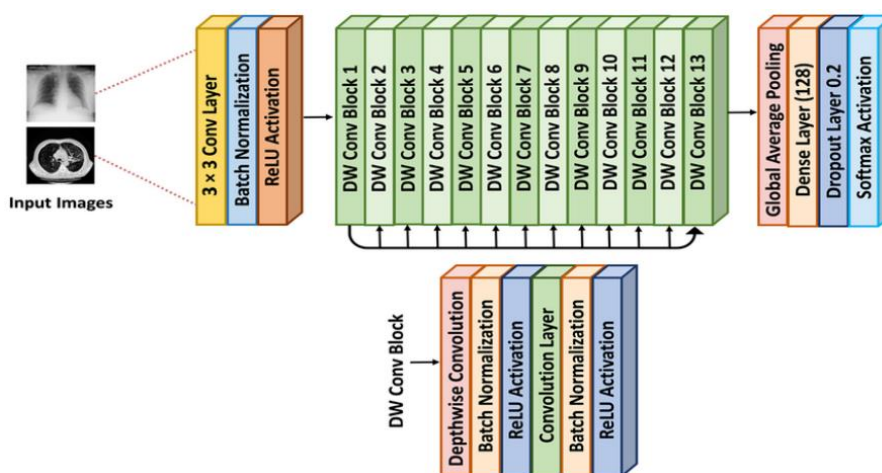 Input Images
3 × 3 Conv Layer
Batch Normalization
ReLU Activation
DW Conv Block 1
DW Conv Block 2
DW Conv Block 3
DW Conv Block 4
DW Conv Block 5
DW Conv Block 6
DW Conv Block 7
DW Conv Block 8
DW Conv Block 9
DW Conv Block 10
DW Conv Block 11
DW Conv Block 12
DW Conv Block 13
Global Average Pooling
Dense Layer (128)
Dropout Layer 0.2
Softmax Activation
DW Conv Block
Depthwise Convolution
Batch Normalization
ReLU Activation
Convolution Layer
Batch Normalization
ReLU Activation